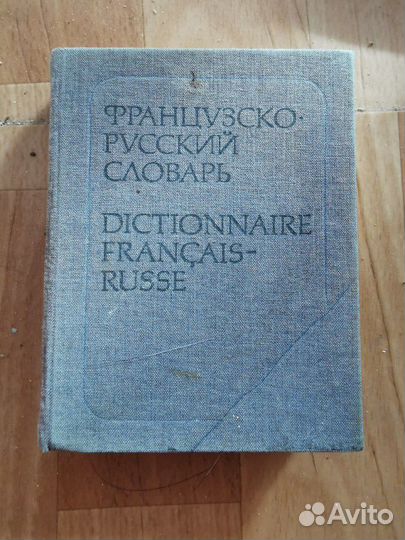 ФРАНЦУЗСКО-
РУССКИЙ
СЛОВАРЬ
DICTIONNAIRE
FRANÇAIS-
RUSSE
Avito